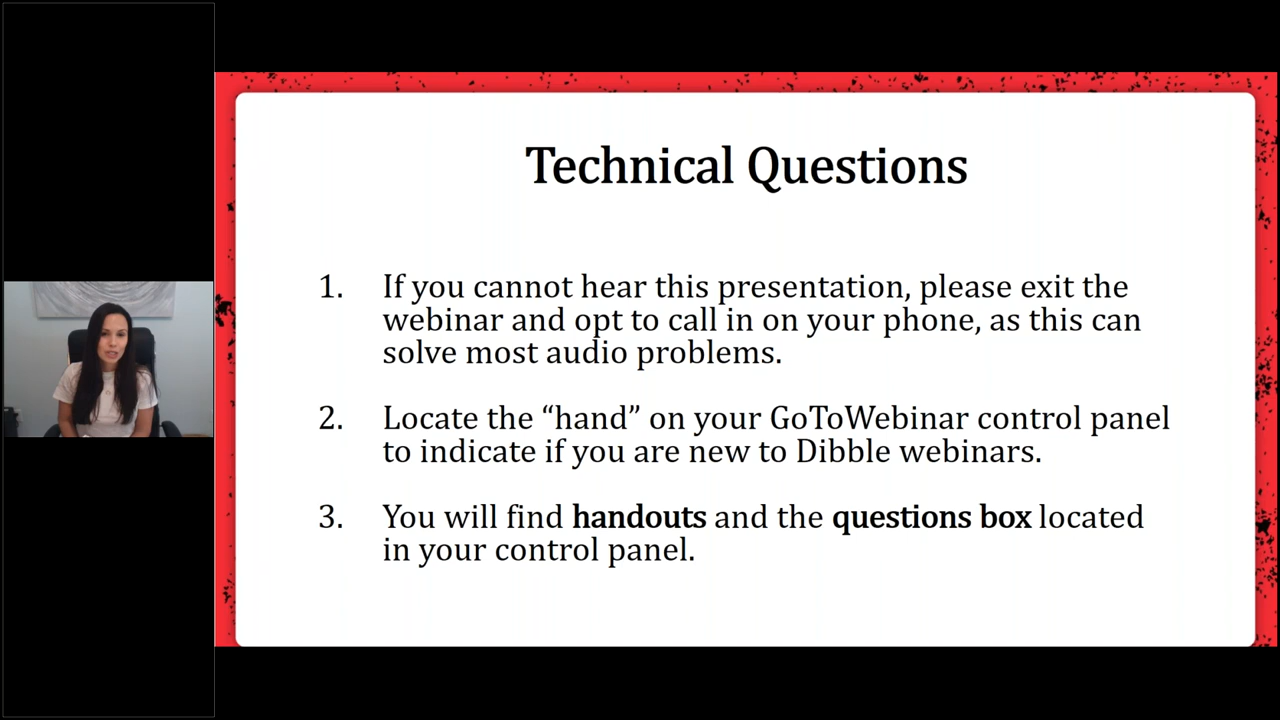 Technical Questions
1. If you cannot hear this presentation, please exit the
webinar and opt to call in on your phone, as this can
solve most audio problems.
2. Locate the “hand” on your GoToWebinar control panel
to indicate if you are new to Dibble webinars.
3. You will find handouts and the questions box located
in your control panel.